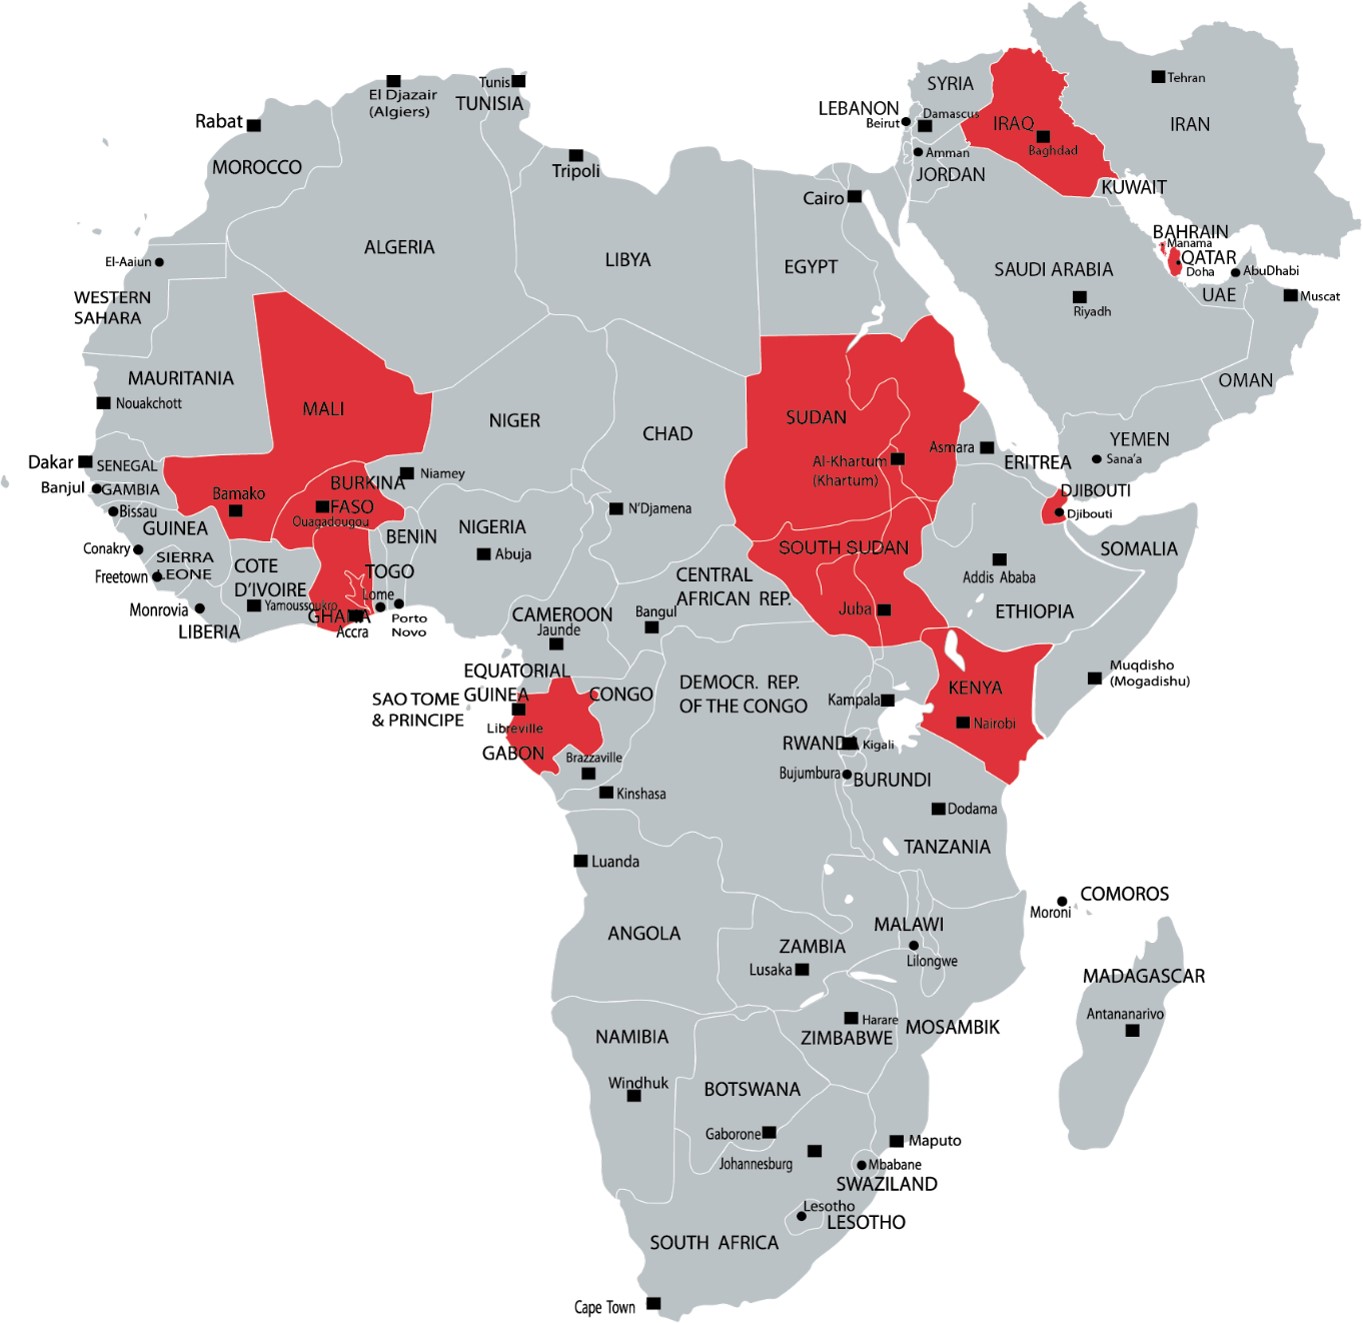 Tunis
El Djazair
(Algiers)
TUNISIA
SYRIA
Tehran
LEBANON
Beirut
Damascus
IRAQ
IRAN
Rabat
Baghdad
Amman
MOROCCO
Tripoli
JORDAN
KUWAIT
Cairo
BAHRAIN
Manama
ALGERIA
LIBYA
EGYPT
El-Aaiun
QATAR
Doha
AbuDhabi
SAUDI ARABIA
WESTERN
SAHARA
Riyadh
UAE
Muscat
MAURITANIA
OMAN
Nouakchott
MALI
NIGER
SUDAN
CHAD
YEMEN
Asmara
Sana’a
ERITREA
Dakar
SENEGAL
Al-Khartum
(Khartum)
Niamey
Banjul
GAMBIA
Bamako
BURKINA
FASO
Ouagadougou
DJIBOUTI
Djibouti
Bissau
N’Djamena
GUINEA
NIGERIA
BENIN
Abuja
SOUTH SUDAN
SOMALIA
Conakry
SIERRA
LEONE
COTE
D’IVOIRE
TOGO
CENTRAL
AFRICAN REP.
Addis Ababa
Freetown
Yamoussoukro
Lome
Monrovia
GHANA
Accra
Porto
Novo
LIBERIA
CAMEROON
Jaunde
Bangul
Juba
ETHIOPIA
EQUATORIAL
GUINEA
Muqdisho
(Mogadishu)
SAO TOME
& PRINCIPE
CONGO
DEMOCR. REP.
OF THE CONGO
Kampala
KENYA
Nairobi
Libreville
GABON
Brazzaville
RWANDA
Kigali
Kinshasa
Bujumbura
BURUNDI
Dodama
TANZANIA
Luanda
COMOROS
Moroni
ANGOLA
MALAWI
ZAMBIA
Lilongwe
Lusaka
MADAGASCAR
Antananarivo
Harare
MOSAMBIK
NAMIBIA
ZIMBABWE
Windhuk
BOTSWANA
Gaborone
Maputo
Johannesburg
Mbabane
SWAZILAND
Lesotho
LESOTHO
SOUTH AFRICA
Cape Town